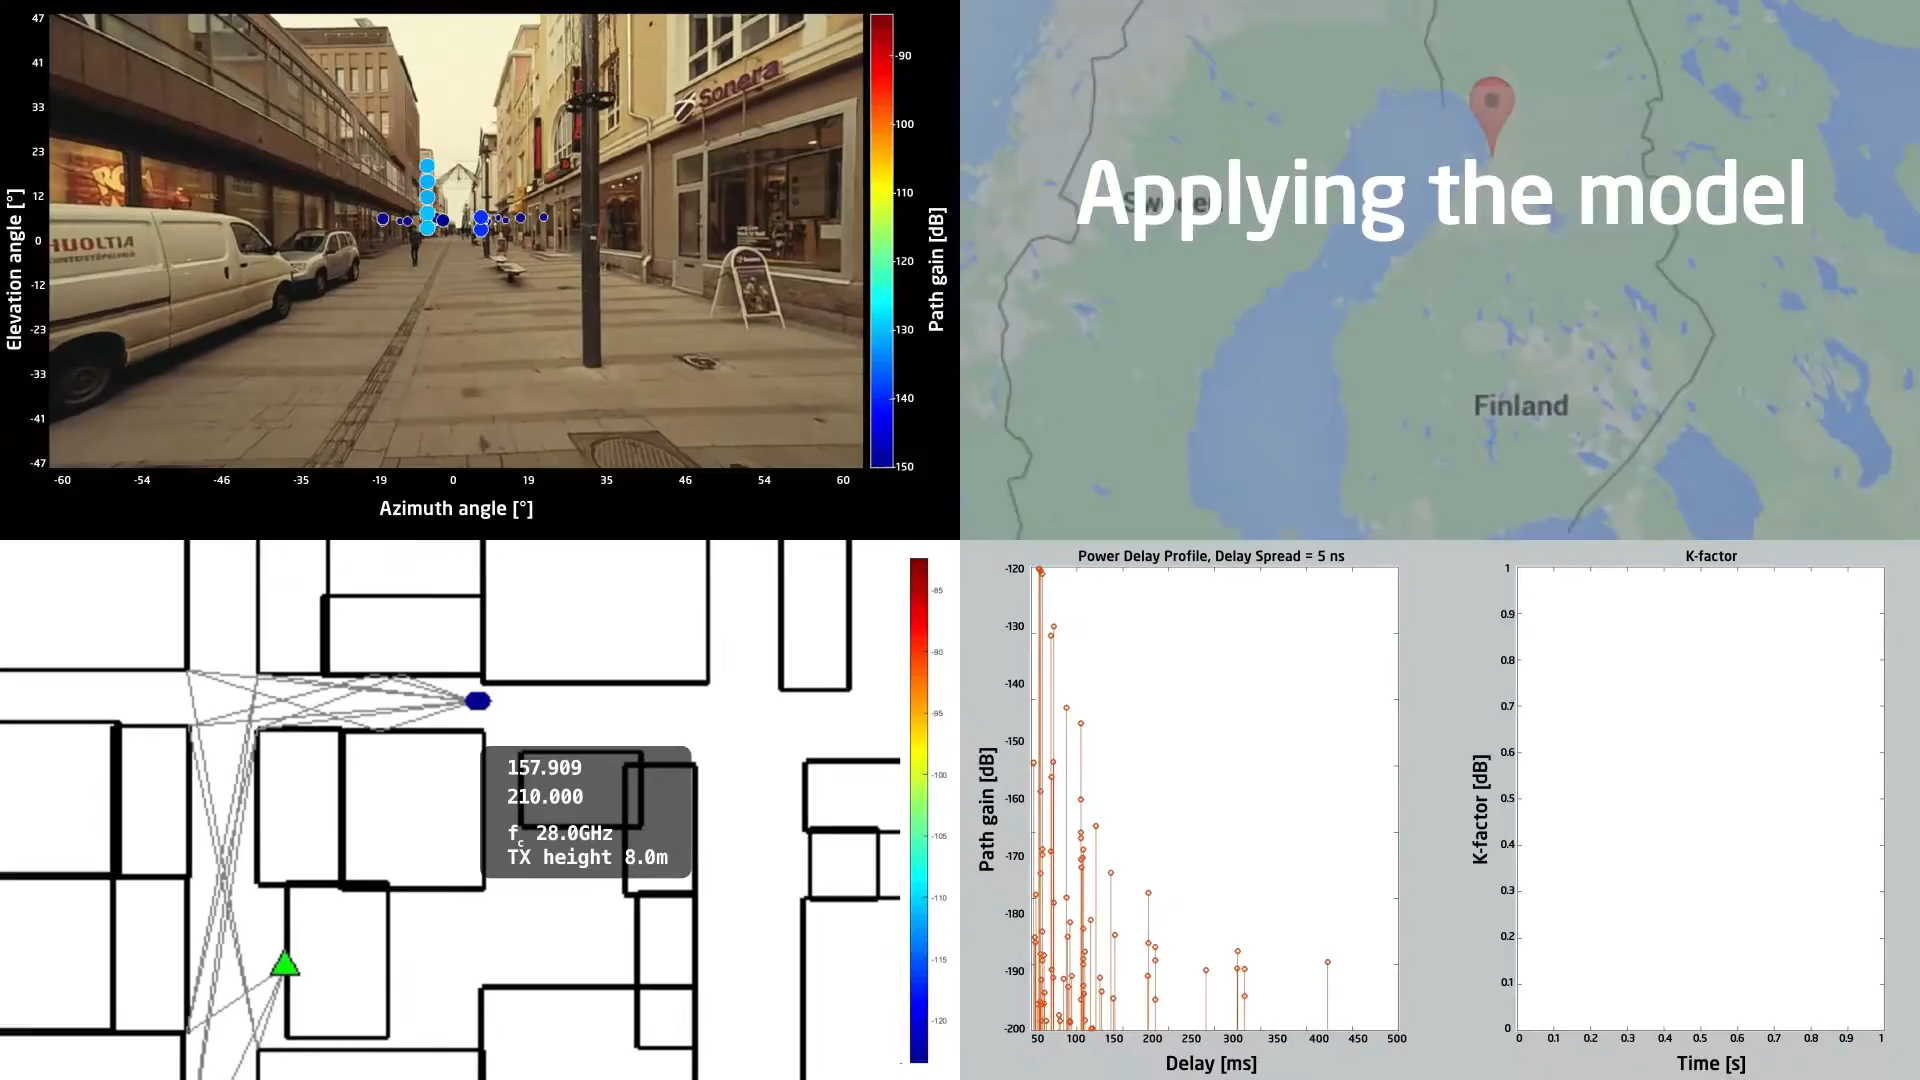 47
41
33
23
12
0
-12
-23
-33
-41
-47
Elevation angle [°]
-60 -54 -46 -35 -19 0 19 35 46 54 60
Azimuth angle [°]
HUOLTIA
Sonera
-90
-100
-110
-120
-130
-140
-150
Path gain [dB]
Applying the model
Sweden
Finland
157.909
210.000
fc 28.0GHz
TX height 8.0m
-85
-90
-95
-100
-105
-110
-115
-120
Power Delay Profile, Delay Spread = 5 ns
-120
-130
-140
-150
-160
-170
-180
-190
-200
Path gain [dB]
50 100 150 200 250 300 350 400 450 500
Delay [ms]
K-factor
1
0.9
0.8
0.7
0.6
0.5
0.4
0.3
0.2
0.1
0
K-factor [dB]
0 0.1 0.2 0.3 0.4 0.5 0.6 0.7 0.8 0.9 1
Time [s]